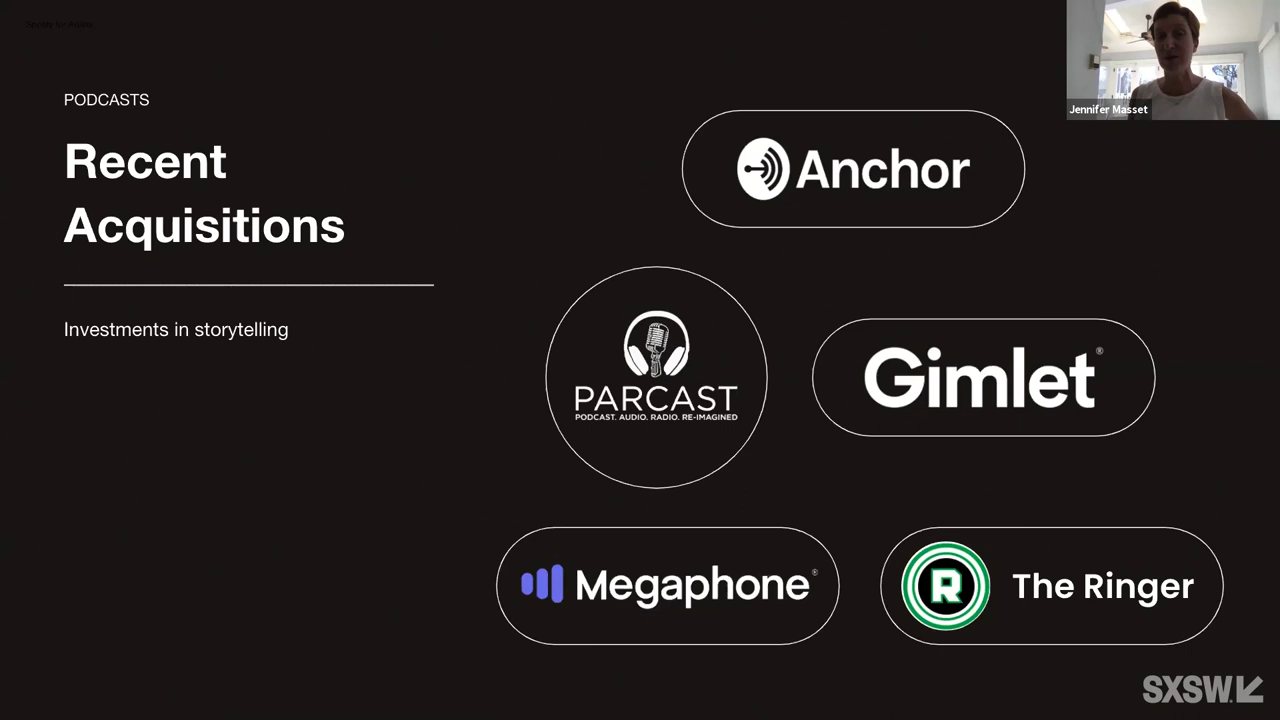 PODCASTS
Recent
Acquisitions
Investments in storytelling
Jennifer Masset
Anchor
PARCAST
PODCAST. AUDIO. RADIO. RE-IMAGINED
Gimlet®
Megaphone®
R
The Ringer
SXSW.